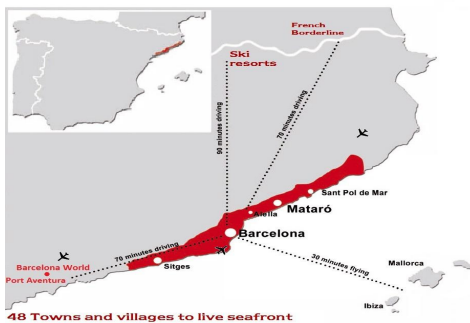 French
Borderline
Ski
resorts
90 minutes driving
70 minutes driving
Sant Pol de Mar
Mataró
Alella
Barcelona
70 minutes driving
30 minutes flying
Barcelona World
Port Aventura
Sitges
Mallorca
Ibiza
48 Towns and villages to live seafront